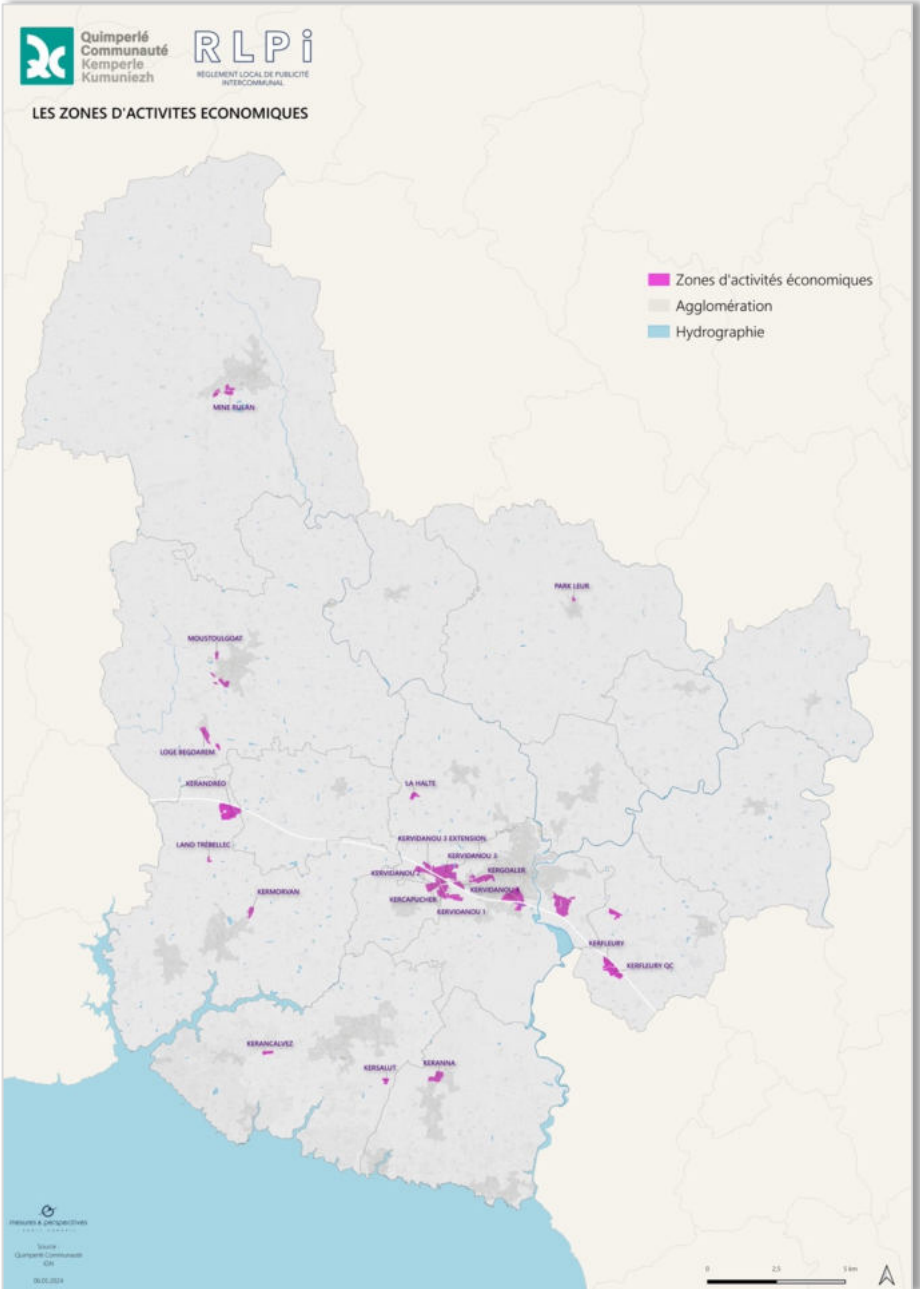 Quimperlé
Communauté
Kemperle
Kumuniezh
RLPi
RÈGLEMENT LOCAL DE PUBLICITÉ
INTERCOMMUNAL
LES ZONES D'ACTIVITES ECONOMIQUES
Zones d'activités économiques
Agglomération
Hydrographie
MINE RULAN
PARK LEUR
MOUSTOULGOAT
LOGE BEGOAREM
KERANDREO
LA HALTE
LAND TRÉBELLEC
KERVIDANOU 3 EXTENSION
KERVIDANOU 3
KERVIDANOU 2
KERGOALER
KERMORVAN
KERVIDANOU
KERCAPUCHER
KERVIDANOU 1
KERFLEURY
KERFLEURY QC
KERANCALVEZ
KERSALUT
KERANNA
mesures & perspectives
Source :
Quimperlé Communauté
IGN
0 2,5 5 km